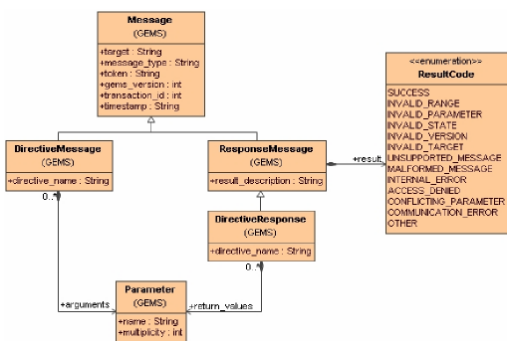 Message
(GEMS)
+target : String
+message_type : String
+token : String
+gems_version : int
+transaction_id : int
+timestamp : String
<<enumeration>>
ResultCode
SUCCESS
INVALID_RANGE
INVALID_PARAMETER
INVALID_STATE
INVALID_VERSION
INVALID_TARGET
UNSUPPORTED_MESSAGE
MALFORMED_MESSAGE
INTERNAL_ERROR
ACCESS_DENIED
CONFLICTING_PARAMETER
COMMUNICATION_ERROR
OTHER
DirectiveMessage
(GEMS)
+directive_name : String
0..*
ResponseMessage
(GEMS)
+result_description : String
+result
DirectiveResponse
(GEMS)
+directive_name : String
0..*
+arguments
+return_values
Parameter
(GEMS)
+name : String
+multiplicity : int